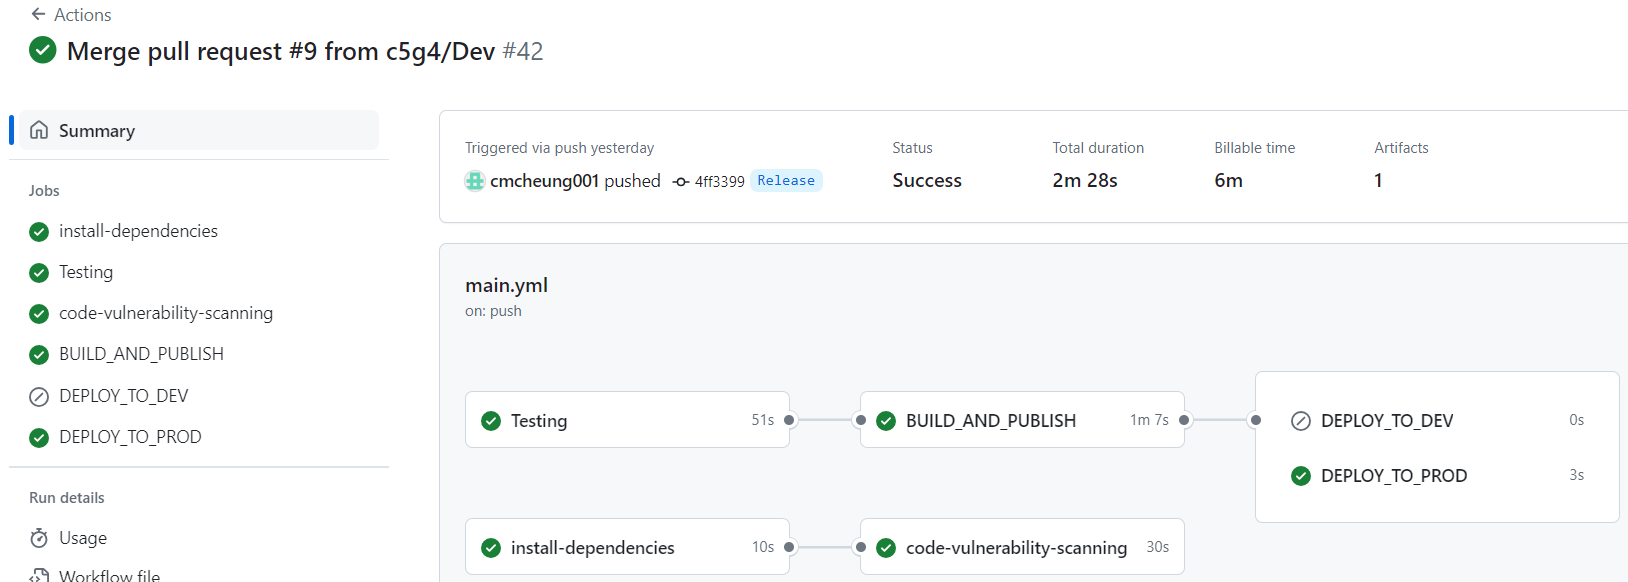 ← Actions
Merge pull request #9 from c5g4/Dev #42
Summary
Jobs
install-dependencies
Testing
code-vulnerability-scanning
BUILD_AND_PUBLISH
DEPLOY_TO_DEV
DEPLOY_TO_PROD
Run details
Usage
Workflow file
Triggered via push yesterday
cmcheung001 pushed 4ff3399 Release
Status
Success
Total duration
2m 28s
Billable time
6m
Artifacts
1
main.yml
on: push
Testing 51s
BUILD_AND_PUBLISH 1m 7s
DEPLOY_TO_DEV 0s
DEPLOY_TO_PROD 3s
install-dependencies 10s
code-vulnerability-scanning 30s